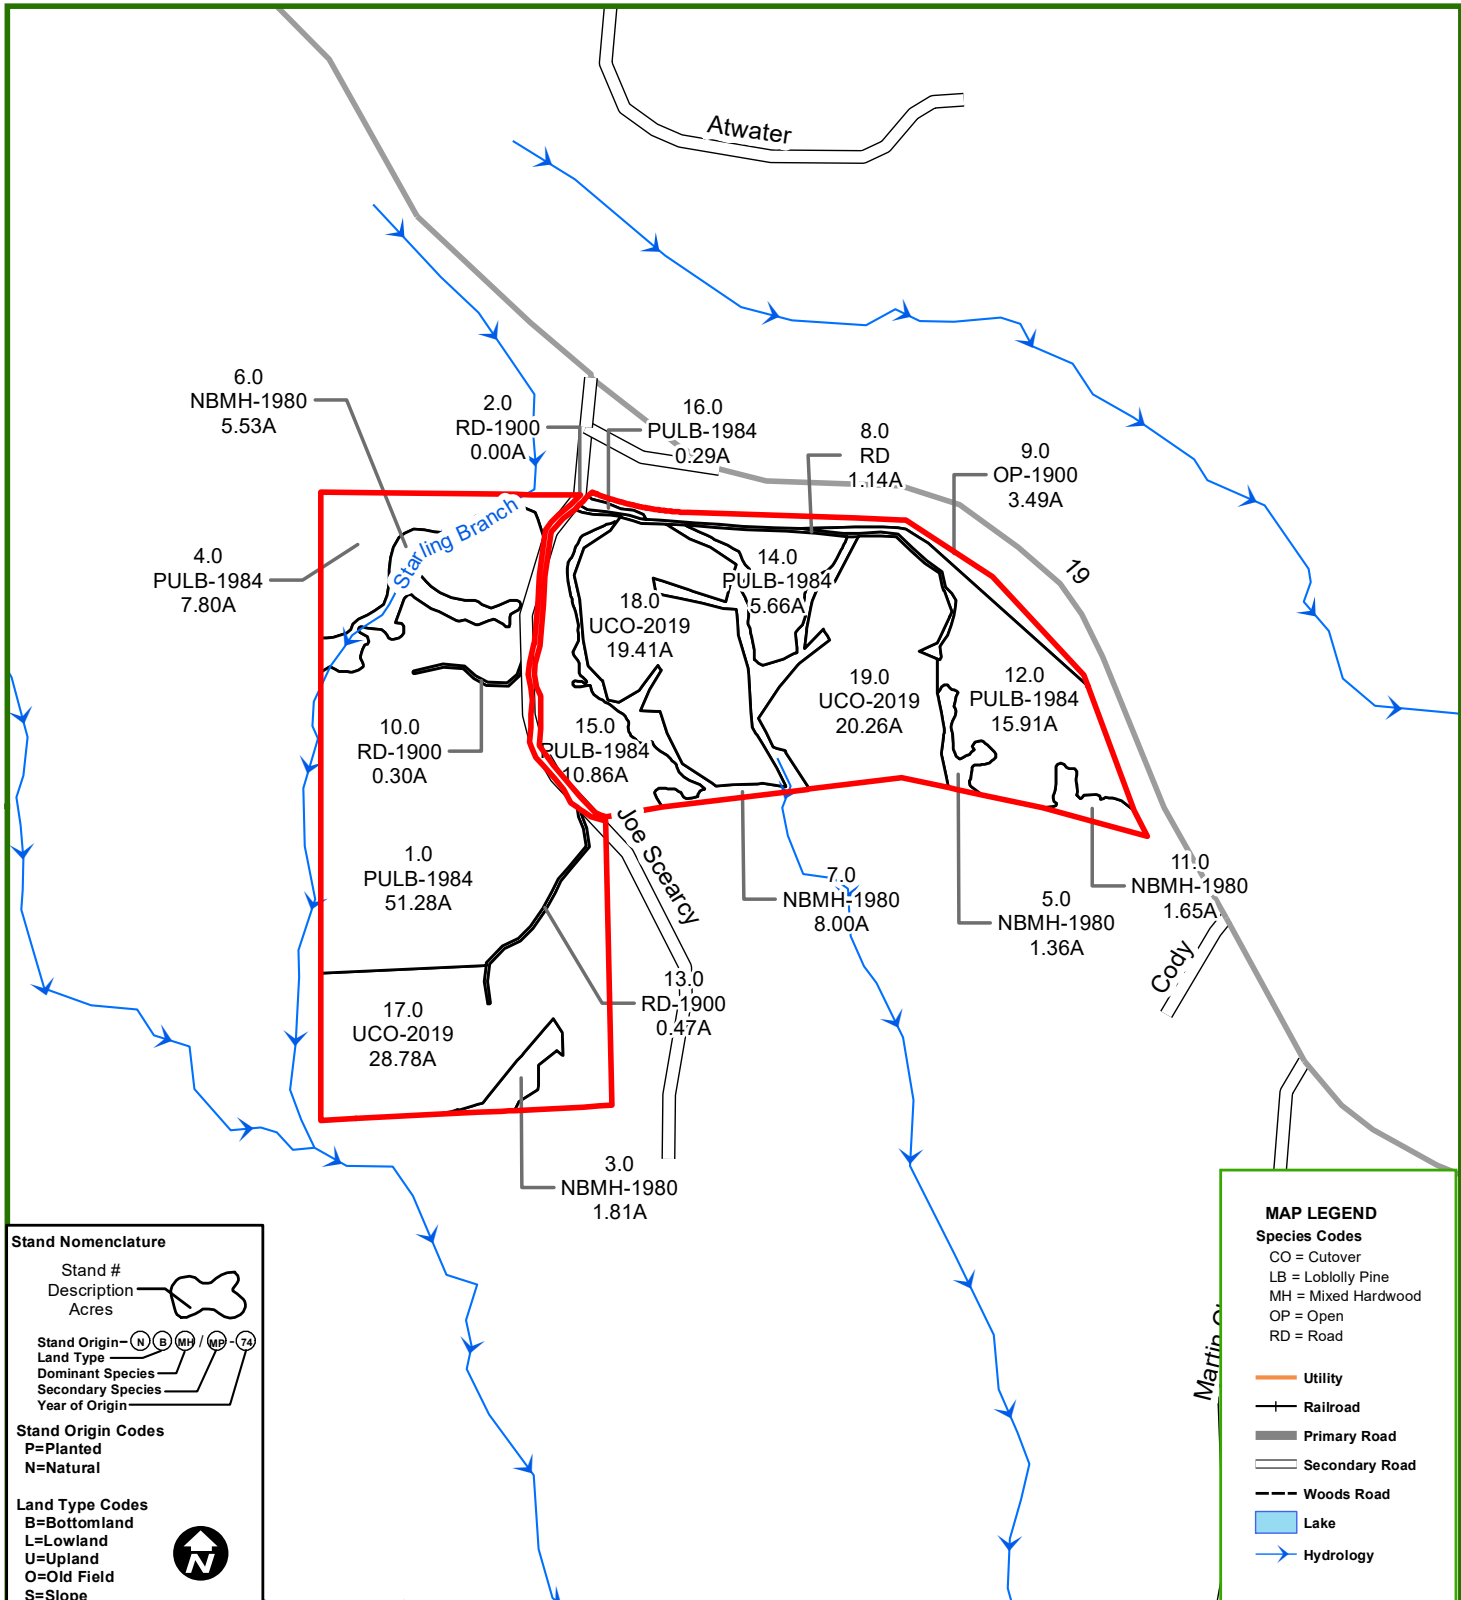 Atwater
6.0
NBMH-1980
5.53A
2.0
RD-1900
0.00A
16.0
PULB-1984
0.29A
8.0
RD
1.14A
9.0
OP-1900
3.49A
19
4.0
PULB-1984
7.80A
Starling Branch
14.0
PULB-1984
5.66A
18.0
UCO-2019
19.41A
19.0
UCO-2019
20.26A
12.0
PULB-1984
15.91A
10.0
RD-1900
0.30A
15.0
PULB-1984
10.86A
Joe Scearcy
1.0
PULB-1984
51.28A
7.0
NBMH-1980
8.00A
5.0
NBMH-1980
1.36A
11.0
NBMH-1980
1.65A
Cody
13.0
RD-1900
0.47A
17.0
UCO-2019
28.78A
3.0
NBMH-1980
1.81A
Martin
Stand Nomenclature
Stand #
Description
Acres
Stand Origin - N B MH / MP - 74
Land Type
Dominant Species
Secondary Species
Year of Origin
Stand Origin Codes
P=Planted
N=Natural
Land Type Codes
B=Bottomland
L=Lowland
U=Upland
O=Old Field
S=Slope
N
MAP LEGEND
Species Codes
CO = Cutover
LB = Loblolly Pine
MH = Mixed Hardwood
OP = Open
RD = Road
Utility
Railroad
Primary Road
Secondary Road
Woods Road
Lake
Hydrology